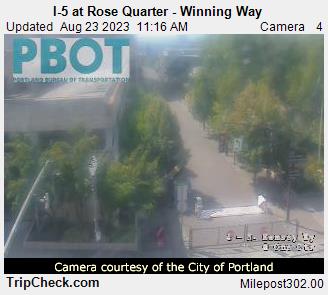 I-5 at Rose Quarter - Winning Way
Updated Aug 23 2023 11:16 AM Camera 4
PBOT
PORTLAND BUREAU OF TRANSPORTATION
Camera courtesy of the City of Portland
TripCheck.com Milepost302.00